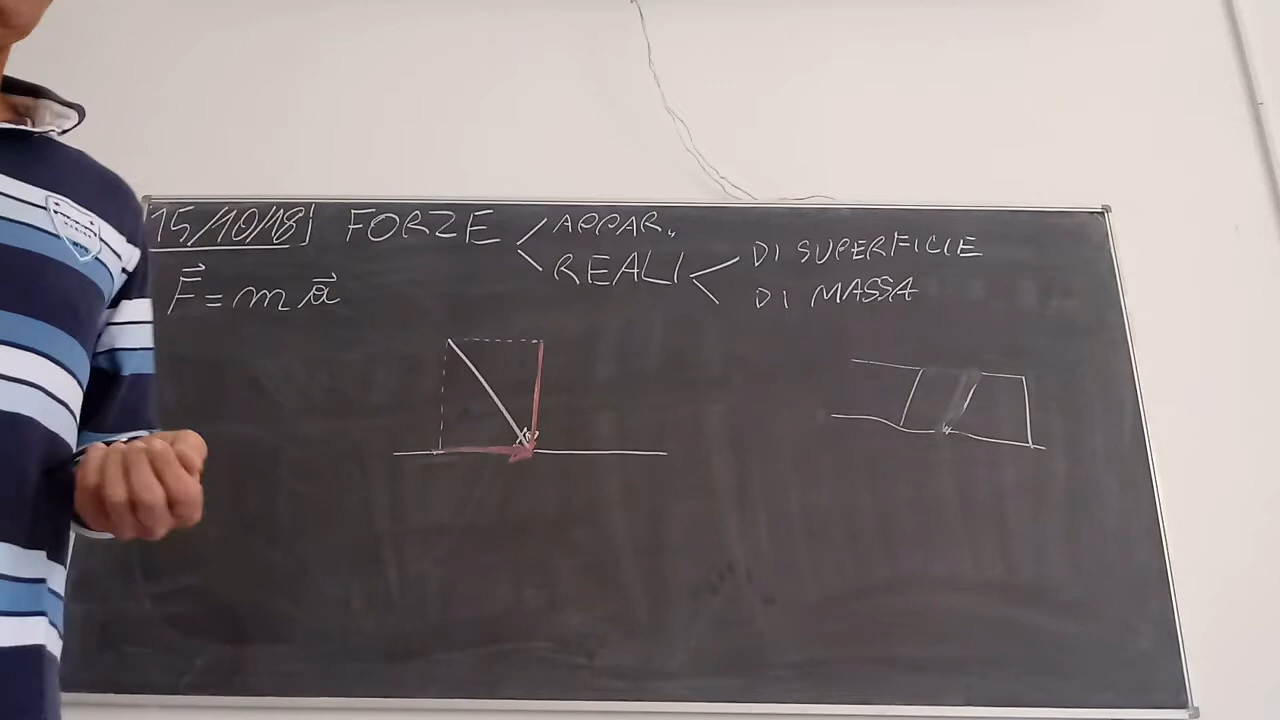 15/10/18 FORZE APPAR.
REALI DI SUPERFICIE
DI MASSA
F⃗ = m a⃗